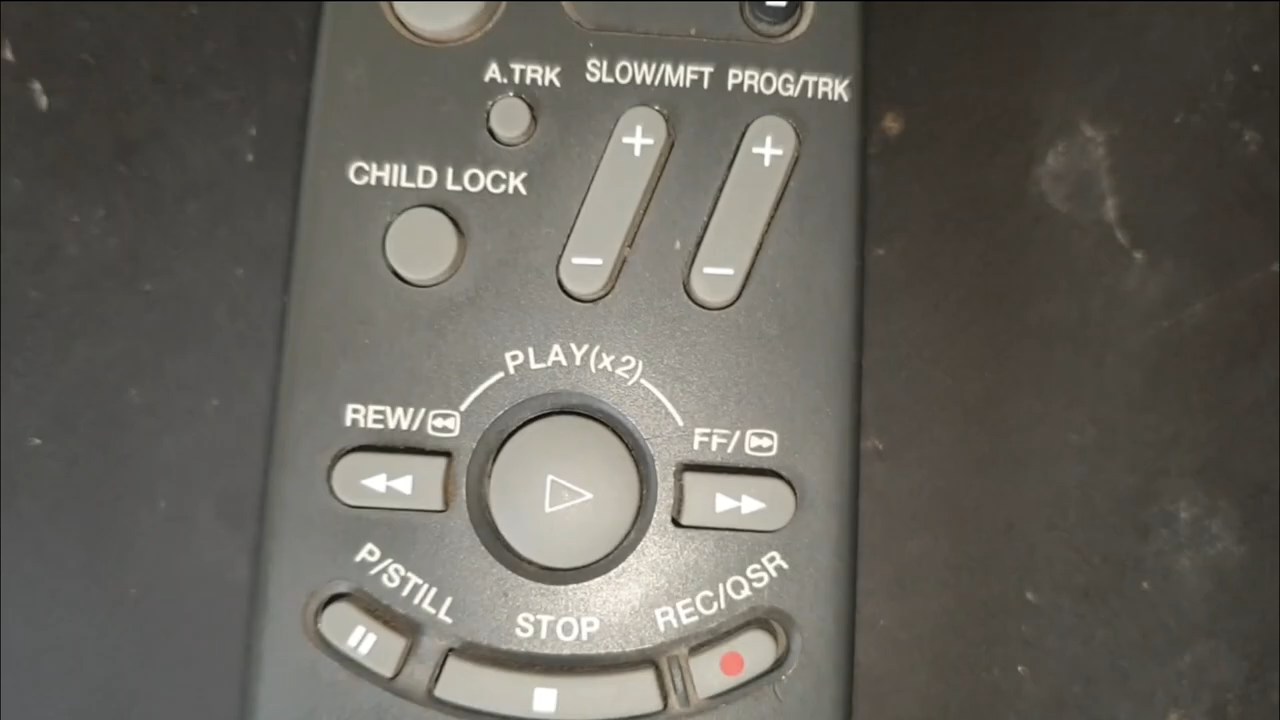 A.TRK
SLOW/MFT
PROG/TRK
+
+
CHILD LOCK
–
–
PLAY(x2)
REW/
FF/
P/STILL
STOP
REC/QSR